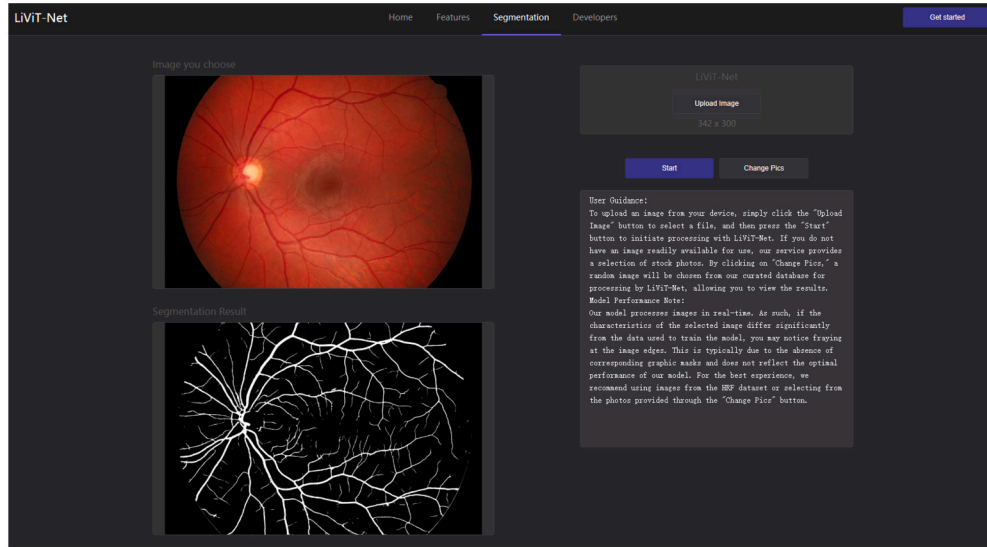 LiViT-Net
Home
Features
Segmentation
Developers
Get started
Image you choose
LiViT-Net
Upload Image
342 x 300
Start
Change Pics
User Guidance:
To upload an image from your device, simply click the "Upload
Image" button to select a file, and then press the "Start"
button to initiate processing with LiViT-Net. If you do not
have an image readily available for use, our service provides
a selection of stock photos. By clicking on "Change Pics," a
random image will be chosen from our curated database for
processing by LiViT-Net, allowing you to view the results.
Model Performance Note:
Our model processes images in real-time. As such, if the
characteristics of the selected image differ significantly
from the data used to train the model, you may notice fraying
at the image edges. This is typically due to the absence of
corresponding graphic masks and does not reflect the optimal
performance of our model. For the best experience, we
recommend using images from the HRF dataset or selecting from
the photos provided through the "Change Pics" button.
Segmentation Result